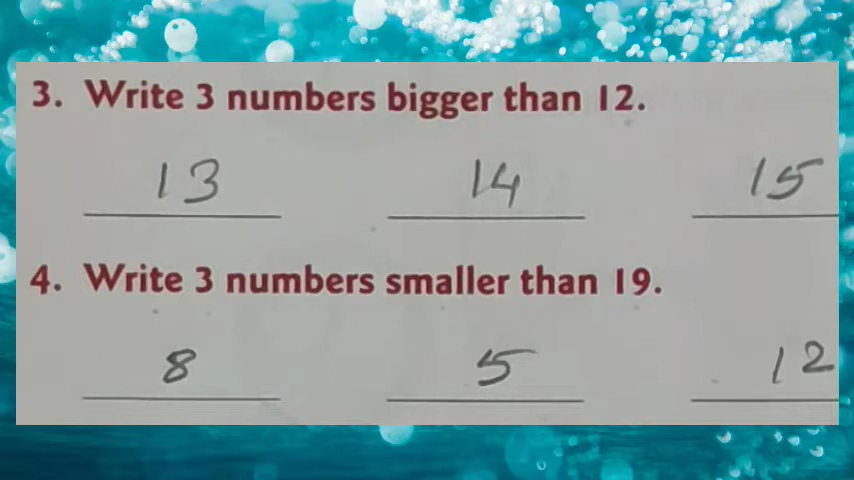 3. Write 3 numbers bigger than 12.
13 14 15
4. Write 3 numbers smaller than 19.
8 5 12